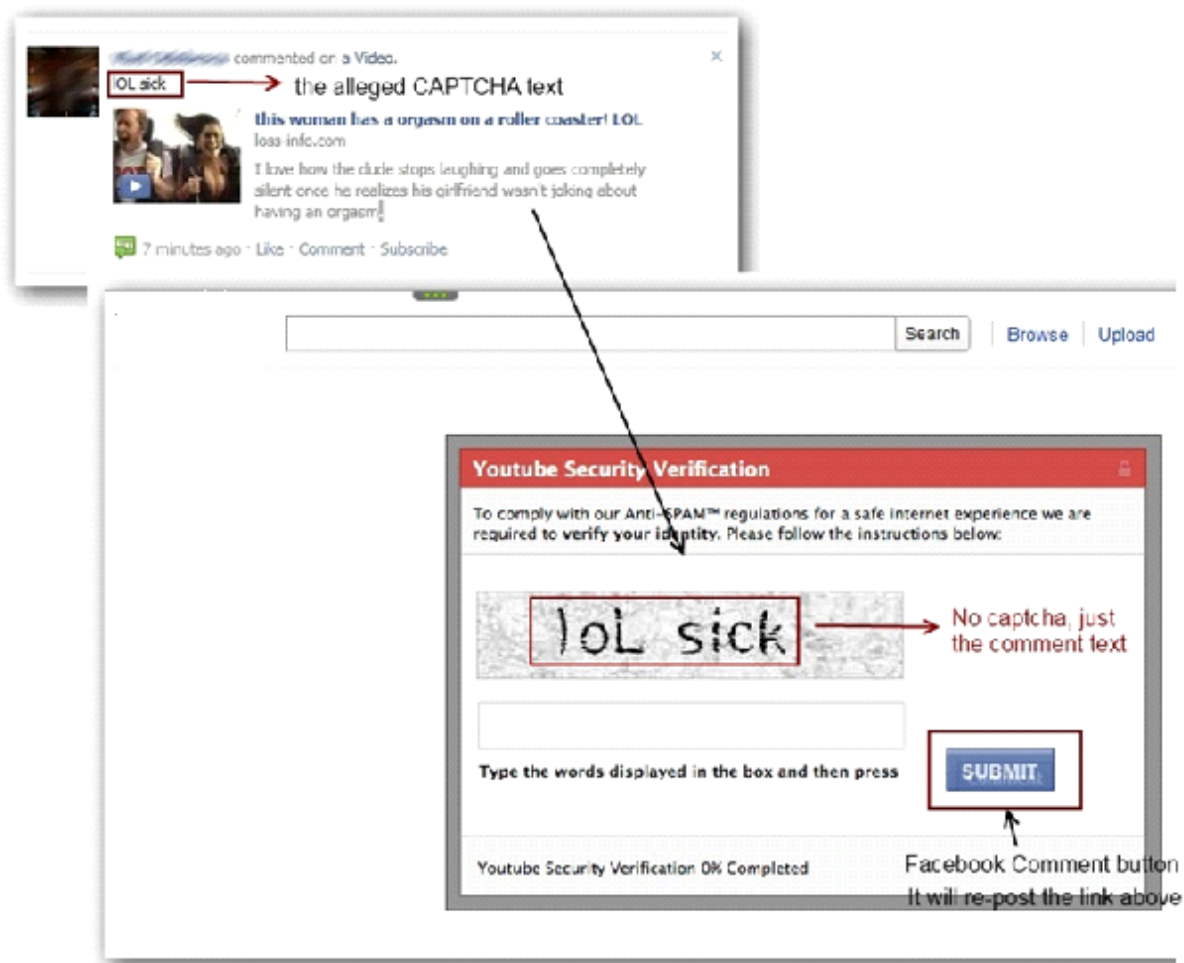 commented on a Video.
lOL sick
the alleged CAPTCHA text
this woman has a orgasm on a roller coaster! LOL
loss-info.com
I love how the dude stops laughing and goes completely
silent once he realizes his girlfriend wasn't joking about
having an orgasm!
7 minutes ago · Like · Comment · Subscribe
Search Browse Upload
Youtube Security Verification
To comply with our Anti-SPAM™ regulations for a safe internet experience we are
required to verify your identity. Please follow the instructions below:
loL sick
No captcha, just
the comment text
Type the words displayed in the box and then press
SUBMIT
Youtube Security Verification 0% Completed
Facebook Comment button
It will re-post the link above